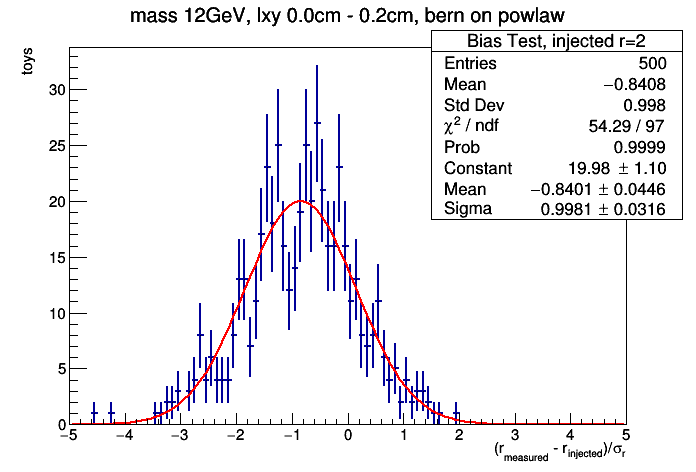 mass 12GeV, lxy 0.0cm - 0.2cm, bern on powlaw
toys
Bias Test, injected r=2
Entries 500
Mean −0.8408
Std Dev 0.998
χ² / ndf 54.29 / 97
Prob 0.9999
Constant 19.98 ± 1.10
Mean −0.8401 ± 0.0446
Sigma 0.9981 ± 0.0316
30
25
20
15
10
5
0
−5 −4 −3 −2 −1 0 1 2 3 4 5
(r_measured - r_injected)/σ_r